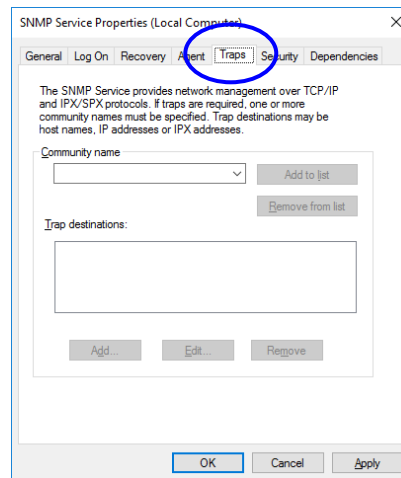 SNMP Service Properties (Local Computer)
General Log On Recovery Agent Traps Security Dependencies
The SNMP Service provides network management over TCP/IP
and IPX/SPX protocols. If traps are required, one or more
community names must be specified. Trap destinations may be
host names, IP addresses or IPX addresses.
Community name
Add to list
Remove from list
Trap destinations:
Add... Edit... Remove
OK Cancel Apply